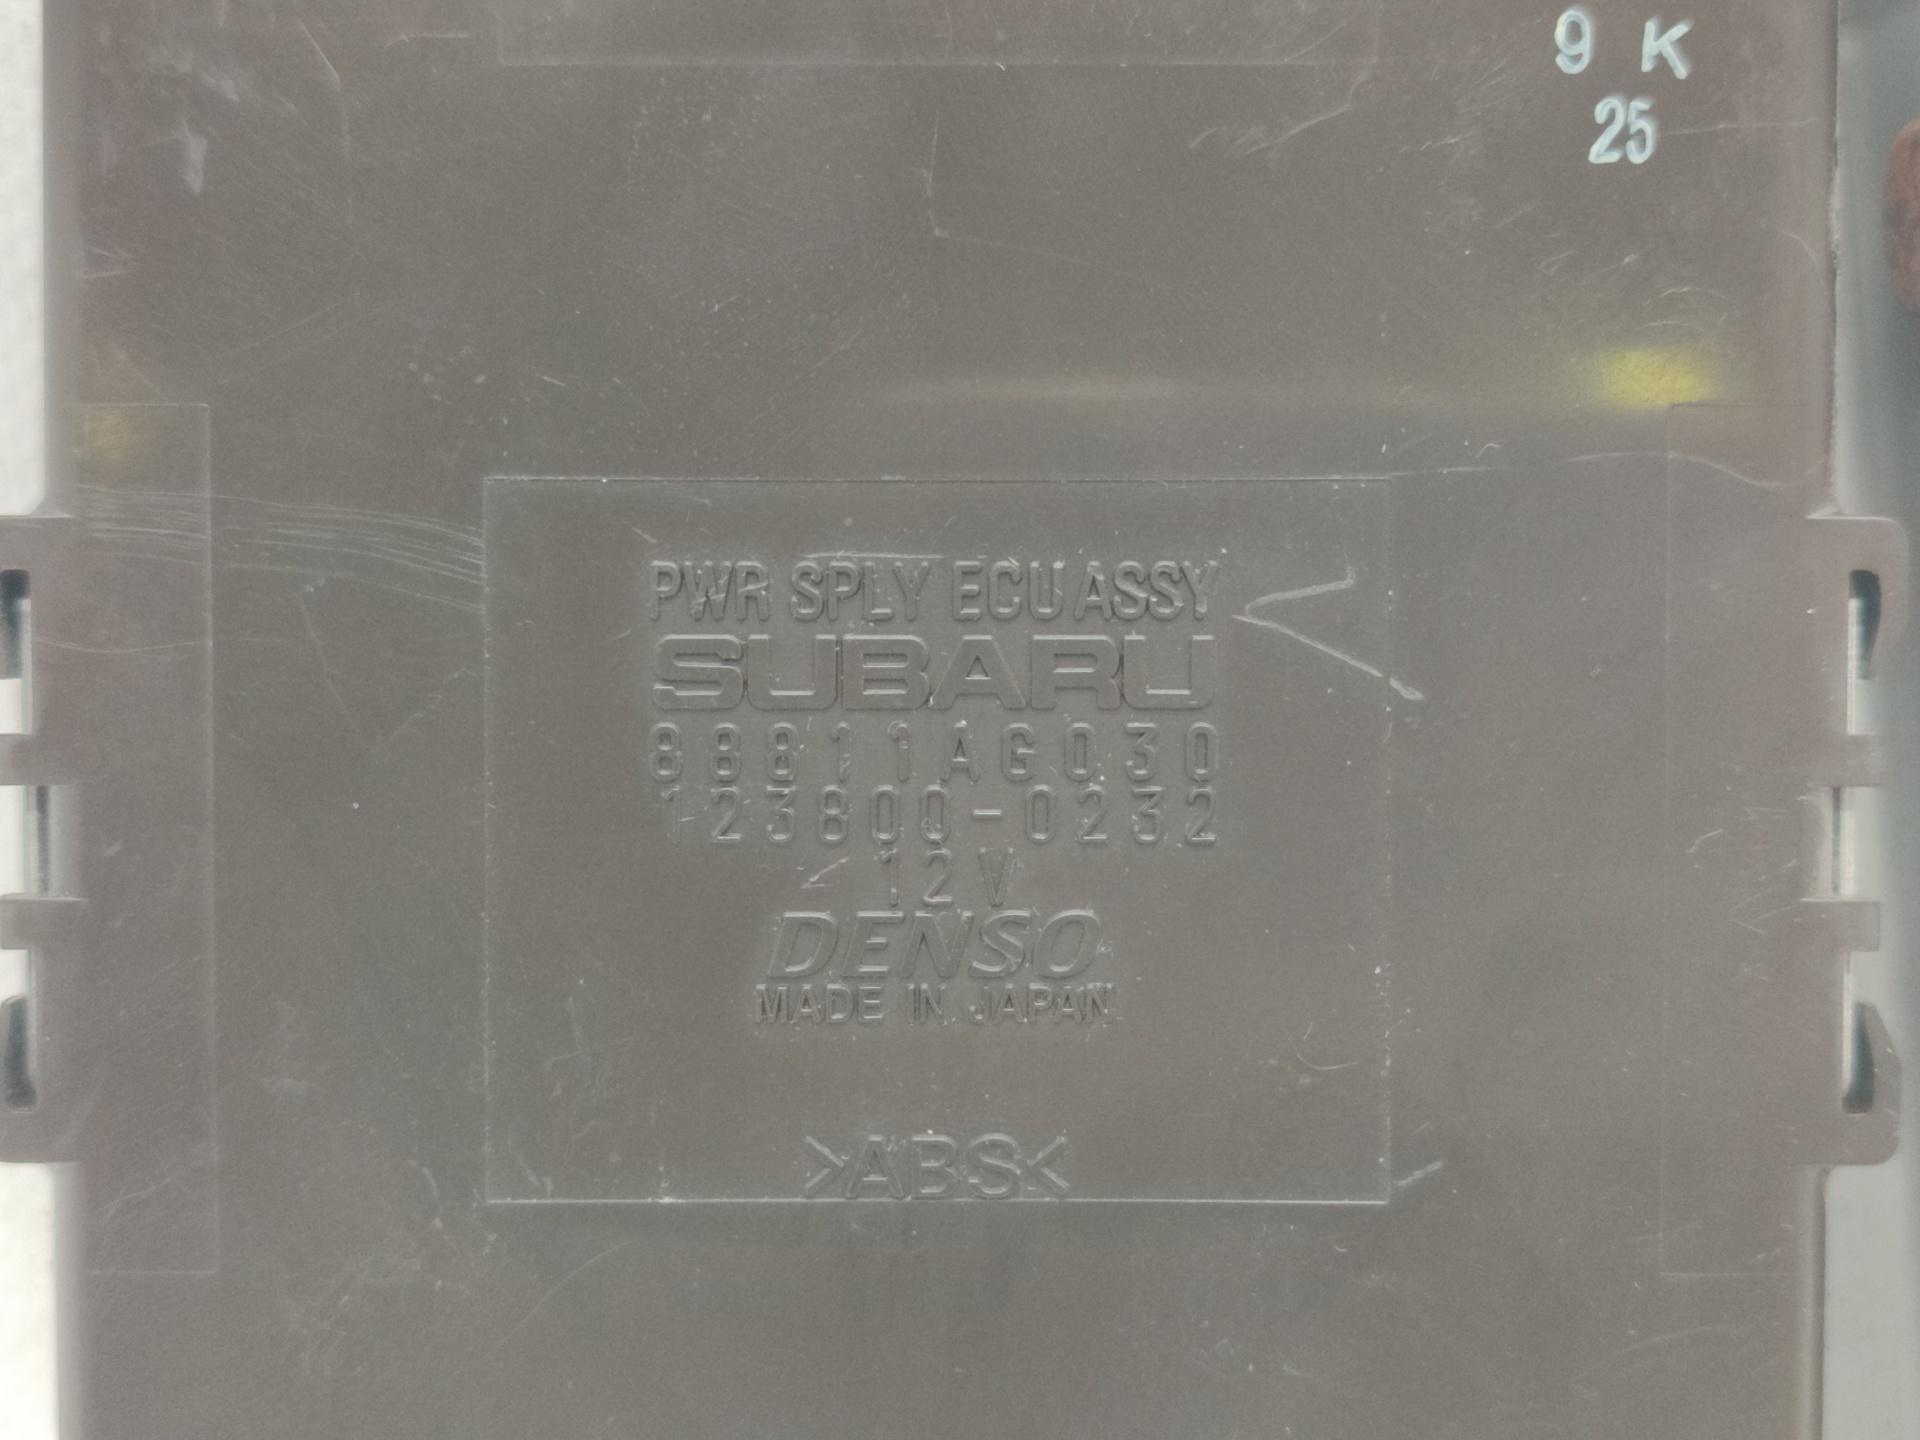 9 K
25
PWR SPLY ECU ASSY
SUBARU
88811AG030
123800-0232
12V
DENSO
MADE IN JAPAN
>ABS<